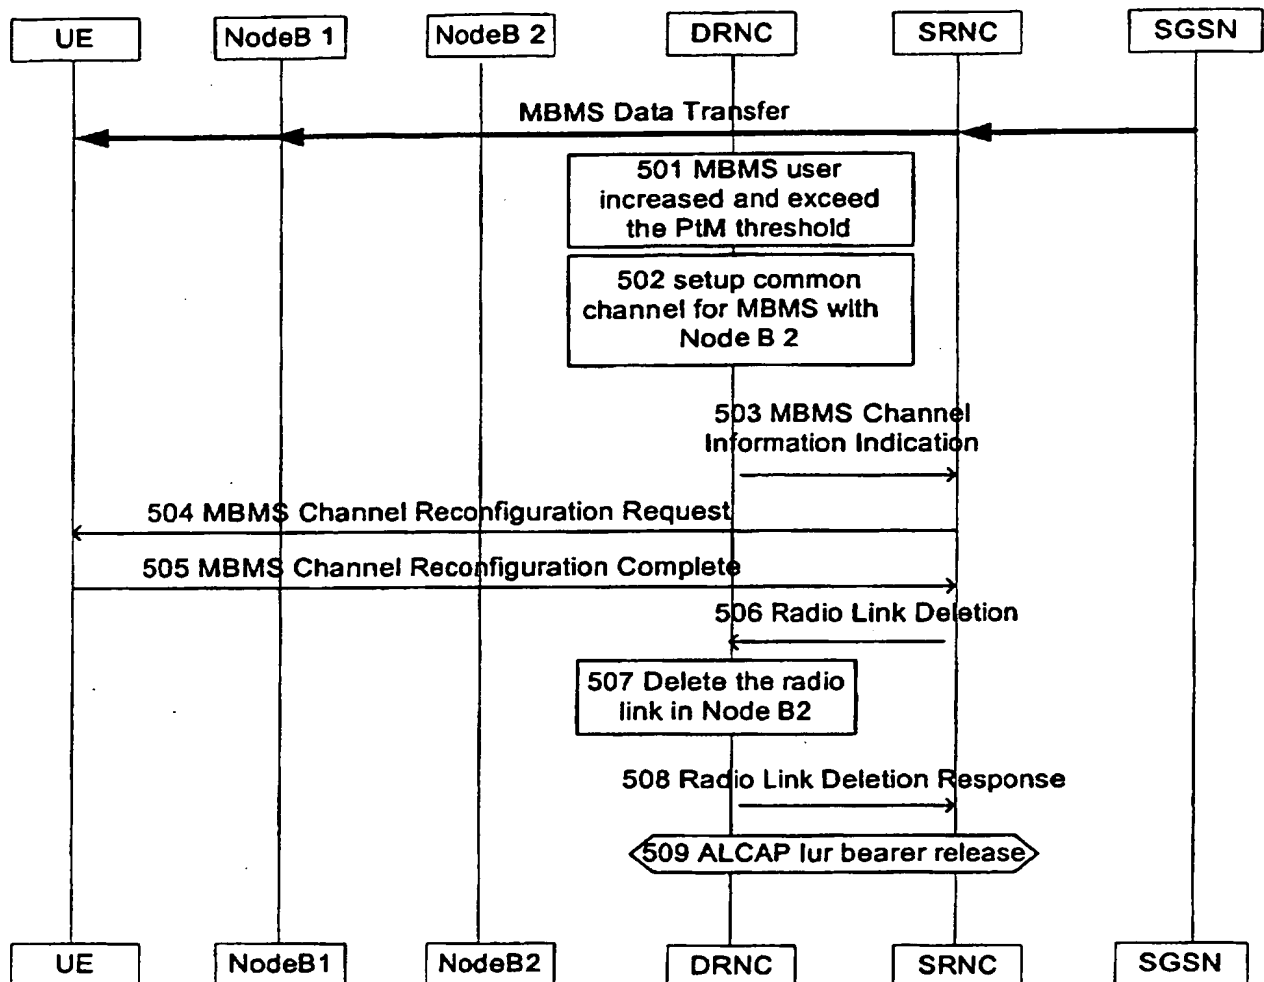 UE
NodeB 1
NodeB 2
DRNC
SRNC
SGSN
MBMS Data Transfer
501 MBMS user
increased and exceed
the PtM threshold
502 setup common
channel for MBMS with
Node B 2
503 MBMS Channel
Information Indication
504 MBMS Channel Reconfiguration Request
505 MBMS Channel Reconfiguration Complete
506 Radio Link Deletion
507 Delete the radio
link in Node B2
508 Radio Link Deletion Response
509 ALCAP Iur bearer release
UE
NodeB1
NodeB2
DRNC
SRNC
SGSN